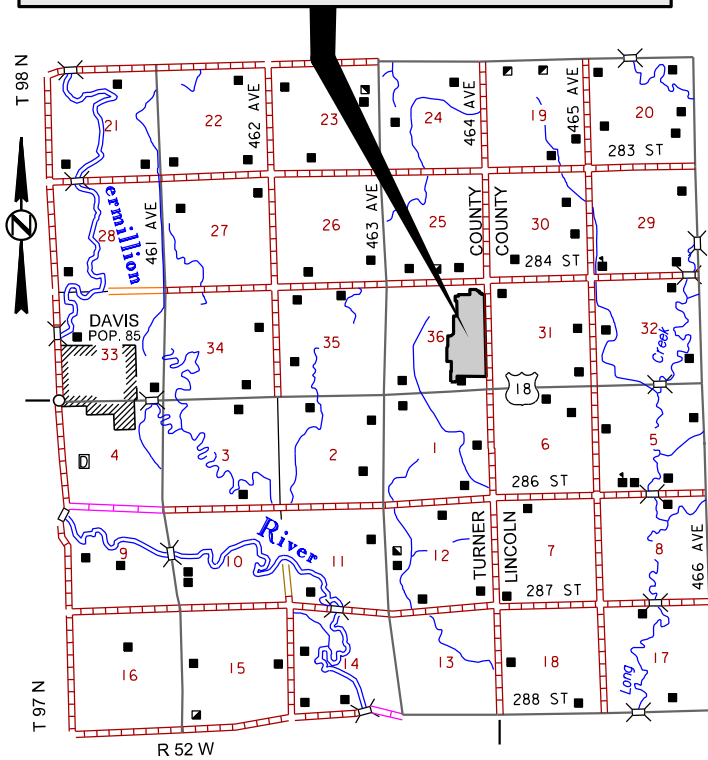 T 98 N
21
22
462 AVE
23
24
464 AVE
19
465 AVE
20
283 ST
N
28
ermillion
461 AVE
27
26
463 AVE
25
COUNTY
COUNTY
30
284 ST
29
DAVIS
POP. 85
33
34
35
36
31
32
Creek
18
4
D
3
2
1
6
286 ST
5
9
10
River
11
12
TURNER
LINCOLN
7
287 ST
8
466 AVE
16
15
14
13
18
288 ST
17
Long
T 97 N
R 52 W